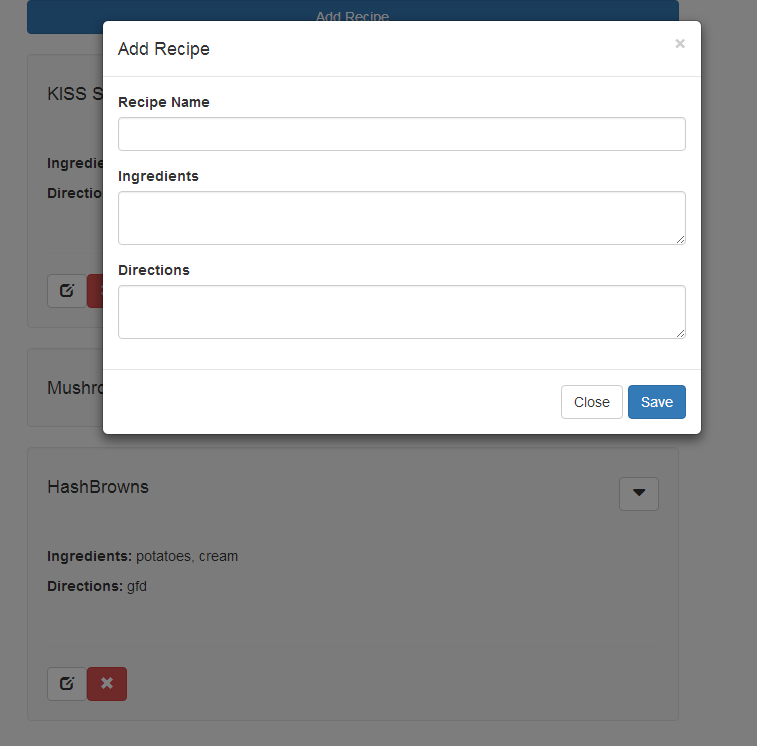 Add Recipe
Add Recipe ×
Recipe Name
Ingredients
Directions
Close Save
KISS S
Ingredie
Directio
Mushro
HashBrowns
Ingredients: potatoes, cream
Directions: gfd